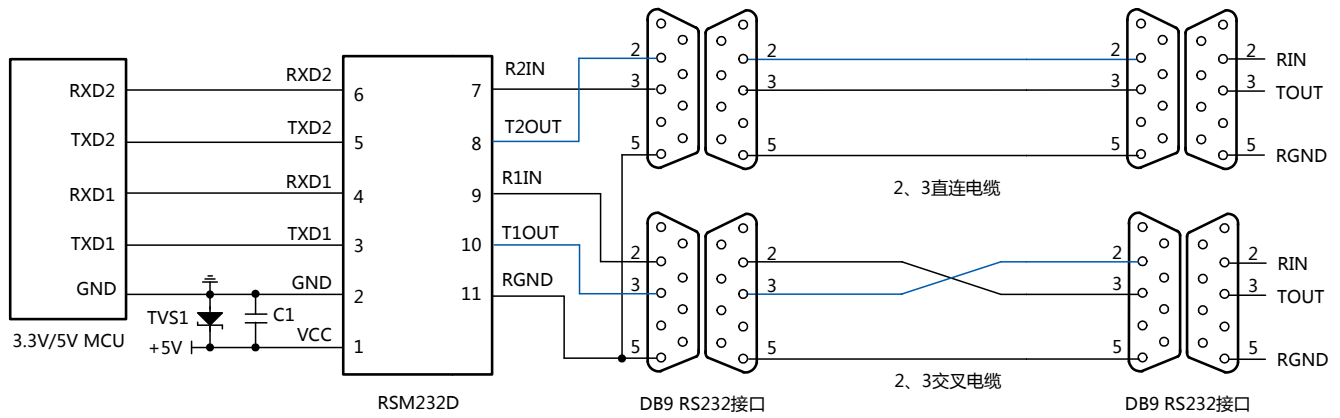 RXD2
TXD2
RXD1
TXD1
GND
3.3V/5V MCU
RXD2
TXD2
RXD1
TXD1
GND
VCC
TVS1
C1
+5V
6
5
4
3
2
1
7
8
9
10
11
RSM232D
R2IN
T2OUT
R1IN
T1OUT
RGND
2
3
5
2
3
5
2
3
5
2
3
5
RIN
TOUT
RGND
2、3直连电缆
2
3
5
2
3
5
2
3
5
2
3
5
RIN
TOUT
RGND
2、3交叉电缆
DB9 RS232接口
DB9 RS232接口